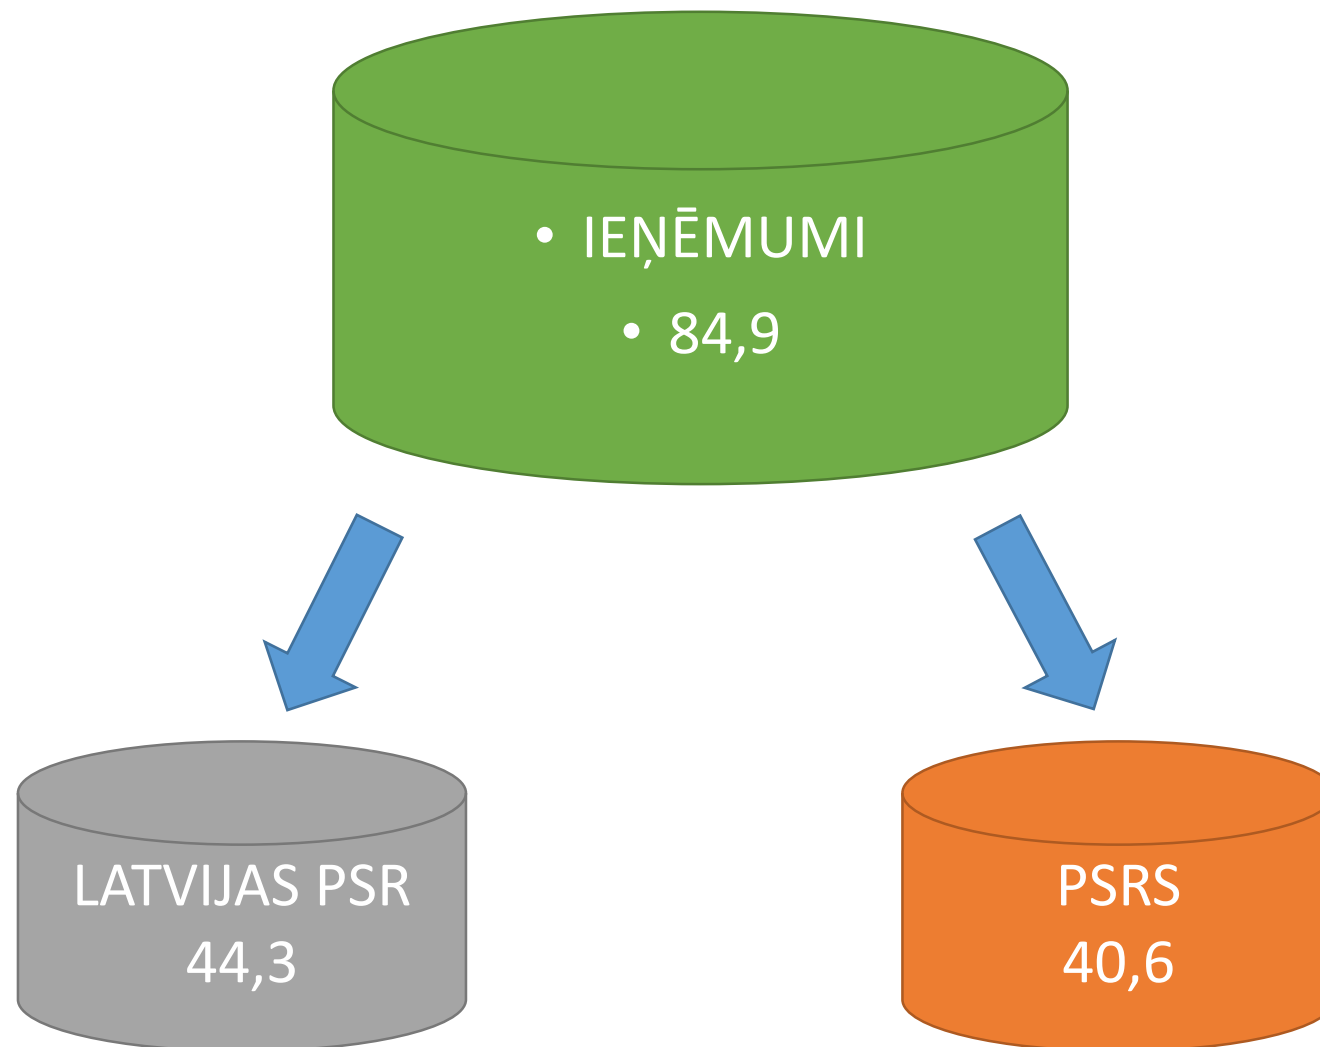 • IEŅĒMUMI
• 84,9
LATVIJAS PSR
44,3
PSRS
40,6